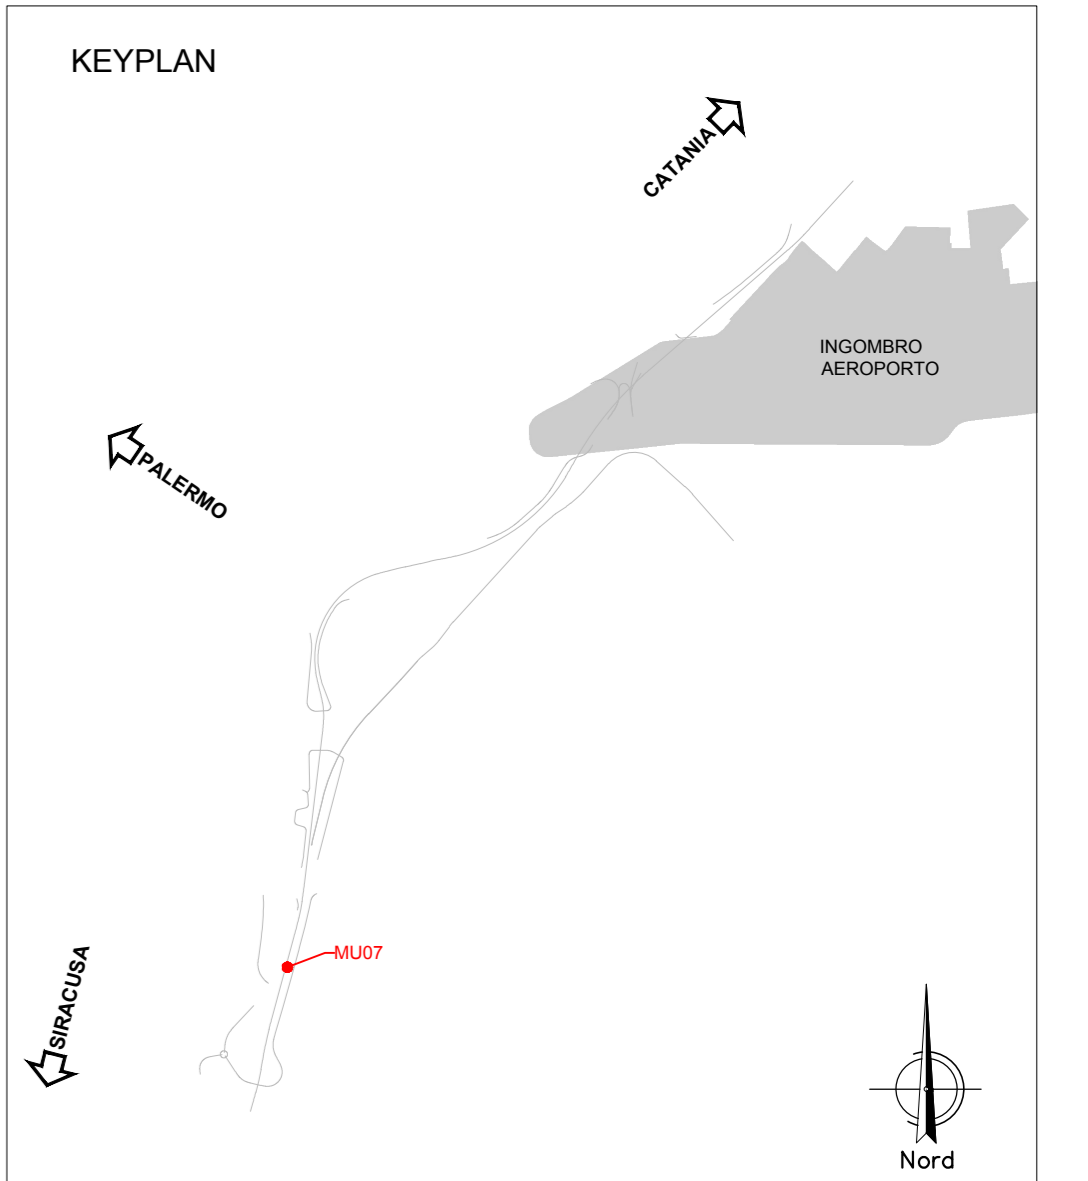 KEYPLAN
CATANIA
INGOMBRO
AEROPORTO
PALERMO
MU07
SIRACUSA
Nord